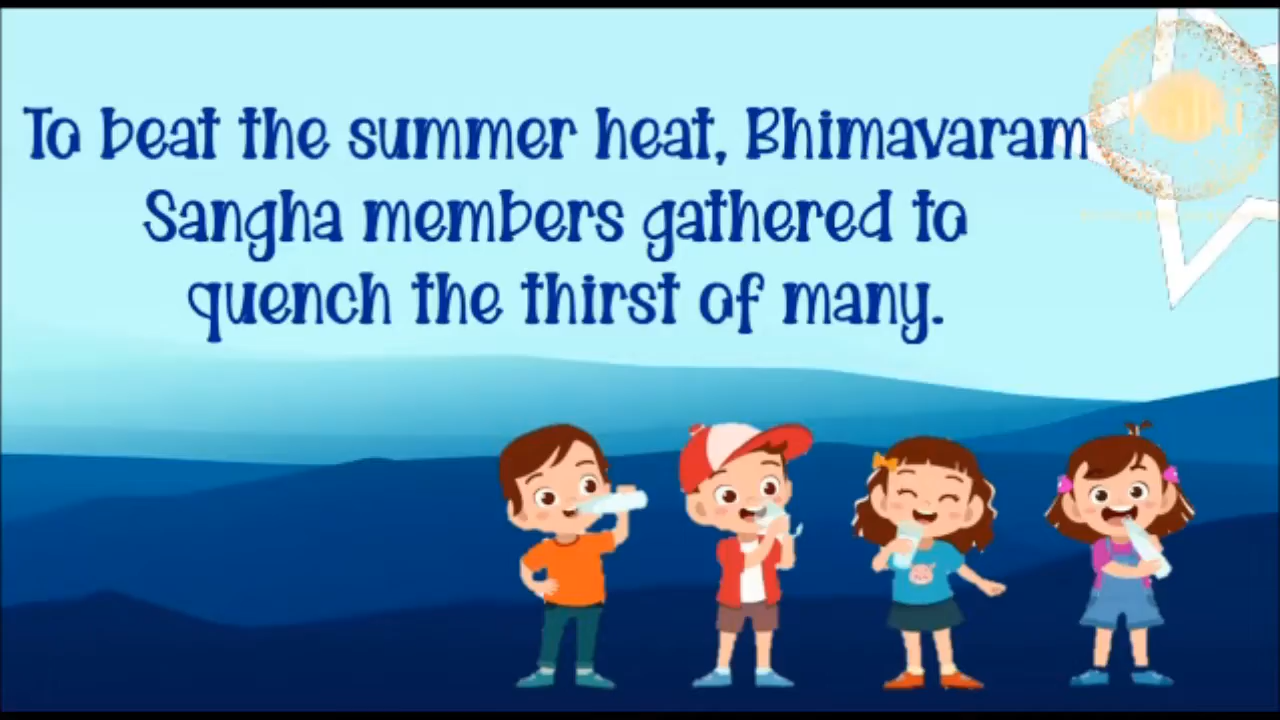 To beat the summer heat, Bhimavaram
Sangha members gathered to
quench the thirst of many.